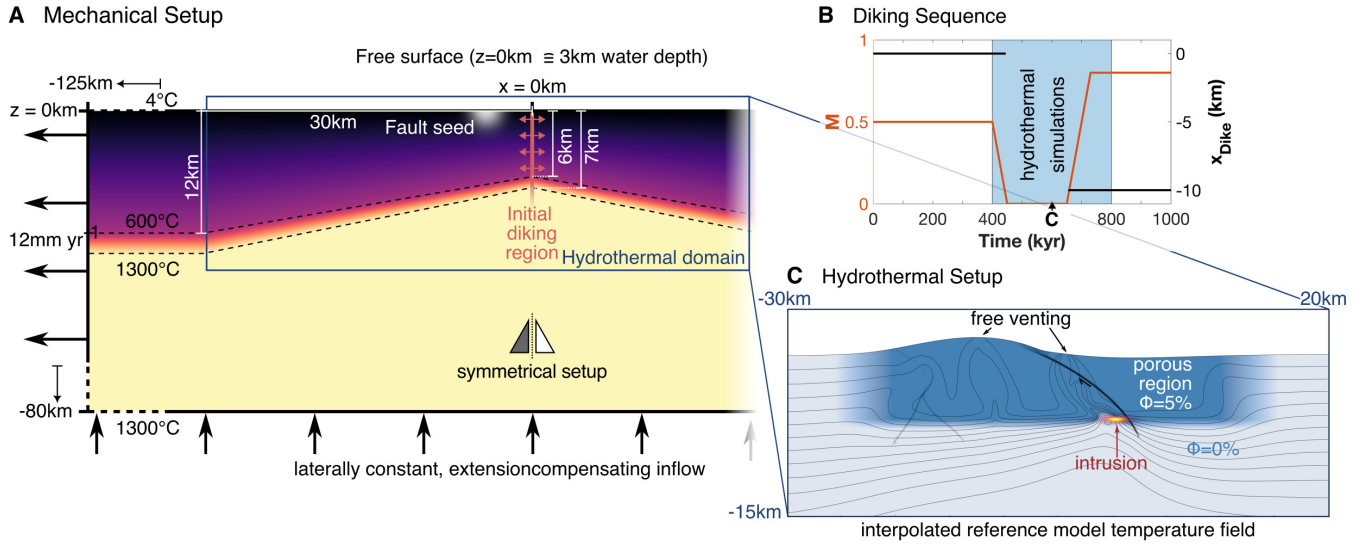 A Mechanical Setup
Free surface (z=0km ≡ 3km water depth)
-125km
x = 0km
4°C
z = 0km
30km
Fault seed
6km
7km
12km
600°C
12mm yr-1
1300°C
Initial
diking
region
Hydrothermal domain
symmetrical setup
-80km
1300°C
laterally constant, extensioncompensating inflow
B Diking Sequence
1
0.5
0
M
hydrothermal
simulations
0
-5
-10
xDike (km)
0 200 400 C 800 1000
Time (kyr)
C Hydrothermal Setup
-30km
20km
free venting
porous
region
Φ=5%
Φ=0%
intrusion
-15km
interpolated reference model temperature field